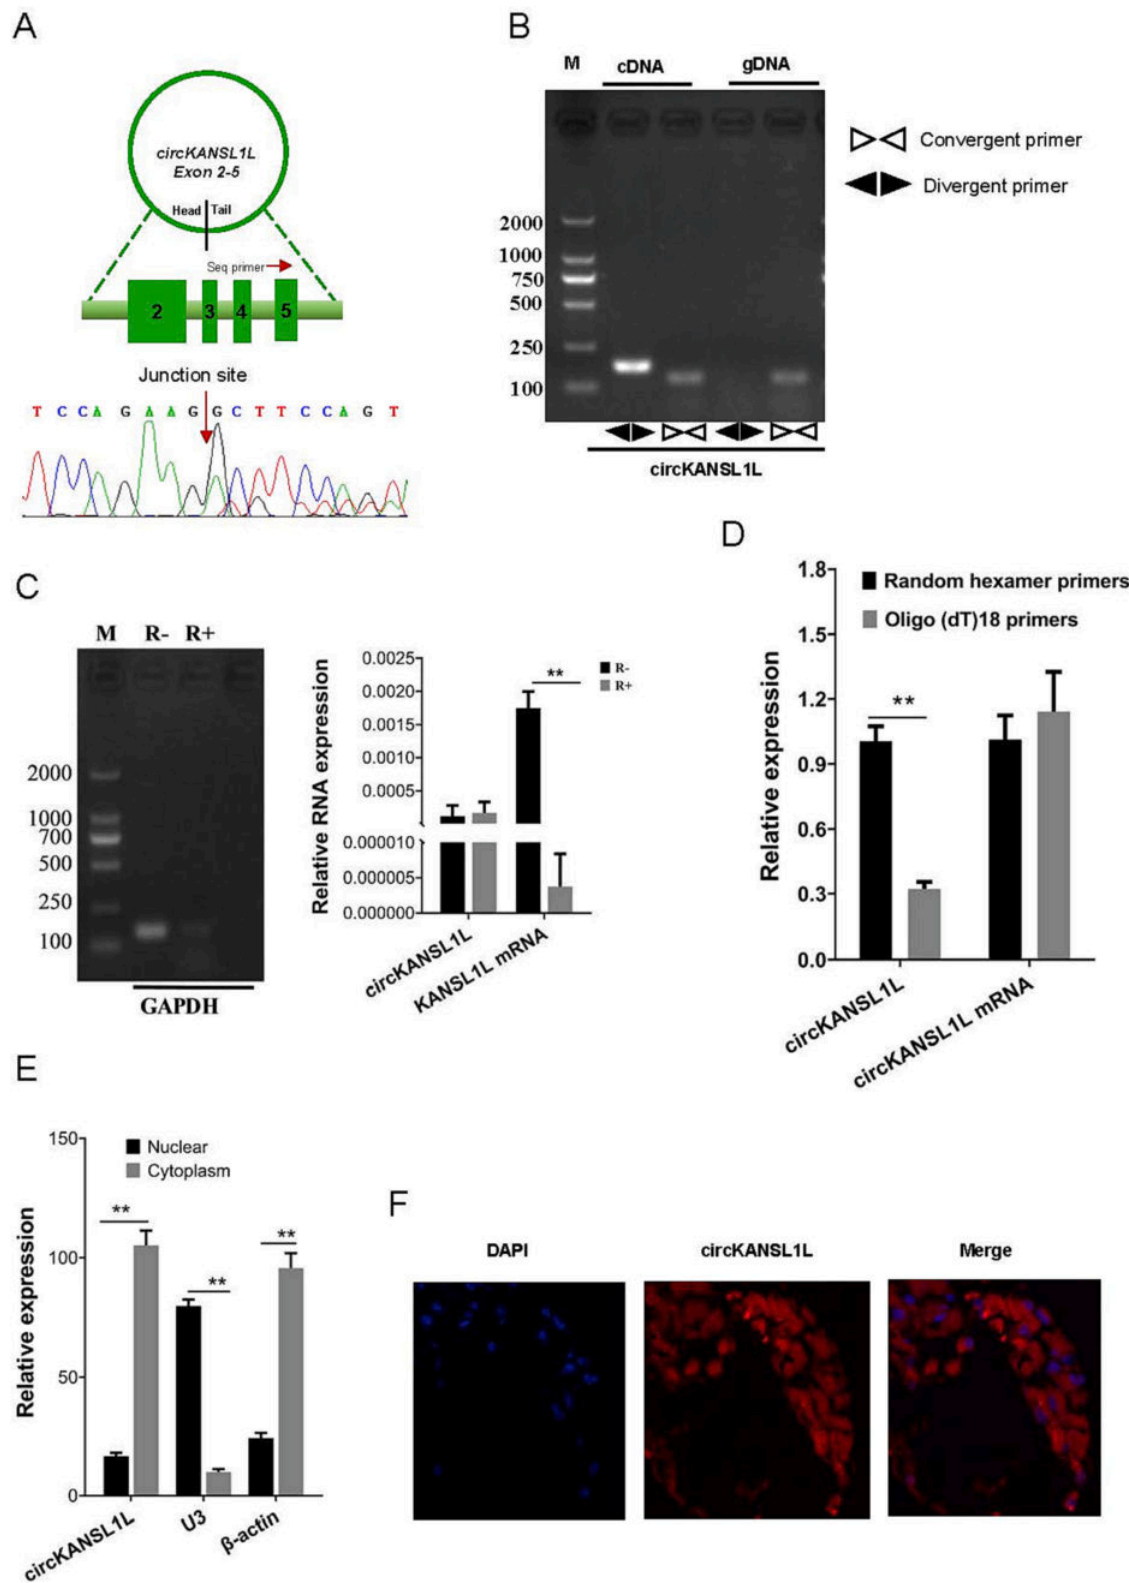 A
circKANSL1L
Exon 2-5
Head Tail
Seq primer
2 3 4 5
Junction site
T C C A G A A G G C T T C C A G T
B
M cDNA gDNA
2000
1000
750
500
250
100
circKANSL1L
Convergent primer
Divergent primer
C
M R- R+
2000
1000
700
500
250
100
GAPDH
Relative RNA expression
0.0025
0.0020
0.0015
0.0010
0.0005
0.000010
0.000005
0.000000
**
R-
R+
circKANSL1L
KANSL1L mRNA
D
Relative expression
1.8
1.5
1.2
0.9
0.6
0.3
0.0
Random hexamer primers
Oligo (dT)18 primers
**
circKANSL1L
circKANSL1L mRNA
E
Relative expression
150
100
50
0
Nuclear
Cytoplasm
** ** **
circKANSL1L
U3
β-actin
F
DAPI circKANSL1L Merge